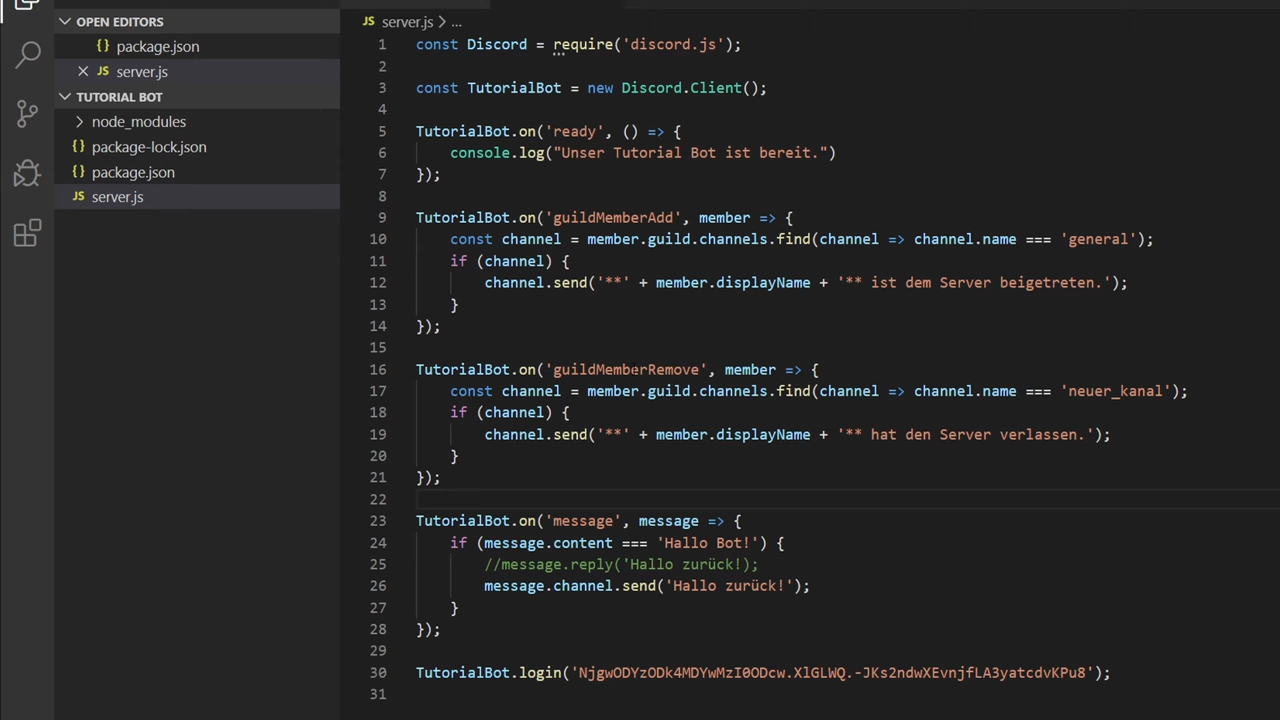 OPEN EDITORS
{} package.json
JS server.js
TUTORIAL BOT
node_modules
{} package-lock.json
{} package.json
JS server.js
JS server.js > ...
1 const Discord = require('discord.js');
2
3 const TutorialBot = new Discord.Client();
4
5 TutorialBot.on('ready', () => {
6 console.log("Unser Tutorial Bot ist bereit.")
7 });
8
9 TutorialBot.on('guildMemberAdd', member => {
10 const channel = member.guild.channels.find(channel => channel.name === 'general');
11 if (channel) {
12 channel.send('**' + member.displayName + '** ist dem Server beigetreten.');
13 }
14 });
15
16 TutorialBot.on('guildMemberRemove', member => {
17 const channel = member.guild.channels.find(channel => channel.name === 'neuer_kanal');
18 if (channel) {
19 channel.send('**' + member.displayName + '** hat den Server verlassen.');
20 }
21 });
22
23 TutorialBot.on('message', message => {
24 if (message.content === 'Hallo Bot!') {
25 //message.reply('Hallo zurück!);
26 message.channel.send('Hallo zurück!');
27 }
28 });
29
30 TutorialBot.login('NjgwODYzODk4MDYwMzI0ODcw.XlGLWQ.-JKs2ndwXEvnjfLA3yatcdvKPu8');
31